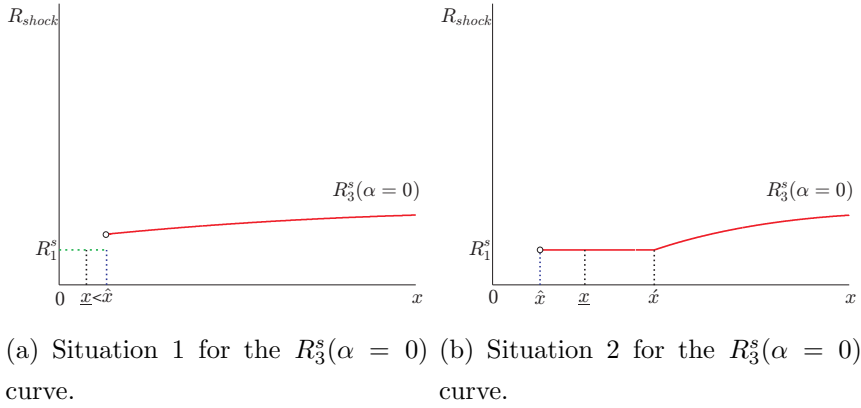 R_shock
R_3^s(α = 0)
R_1^s
0 x̲<x̂ x
(a) Situation 1 for the R_3^s(α = 0)
curve.
R_shock
R_3^s(α = 0)
R_1^s
0 x̂ x̲ x́ x
(b) Situation 2 for the R_3^s(α = 0)
curve.